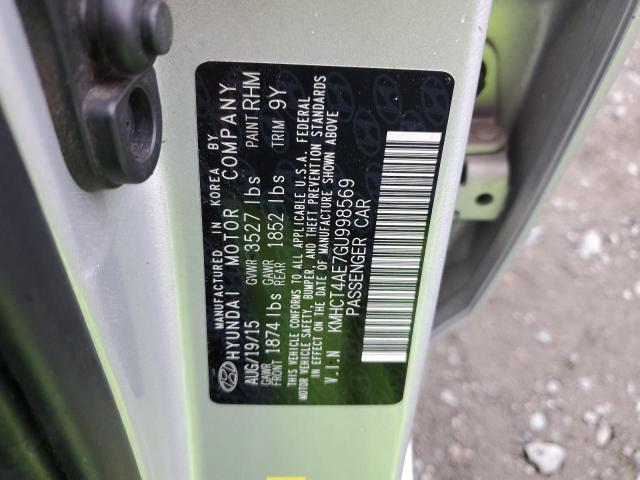 MANUFACTURED IN KOREA BY
HYUNDAI MOTOR COMPANY
AUG/19/15 GVWR 3527 lbs PAINT RHM
GAWR FRONT 1874 lbs GAWR REAR 1852 lbs TRIM 9Y
THIS VEHICLE CONFORMS TO ALL APPLICABLE U.S.A. FEDERAL
MOTOR VEHICLE SAFETY, BUMPER, AND THEFT PREVENTION STANDARDS
IN EFFECT ON THE DATE OF MANUFACTURE SHOWN ABOVE
V.I.N KMHCT4AE7GU998569
PASSENGER CAR